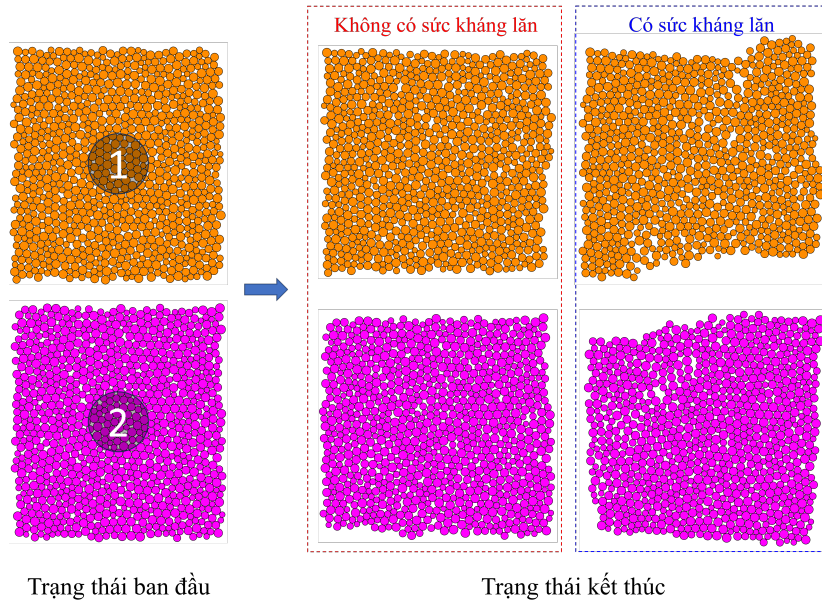 Không có sức kháng lăn
Có sức kháng lăn
1
2
Trạng thái ban đầu
Trạng thái kết thúc